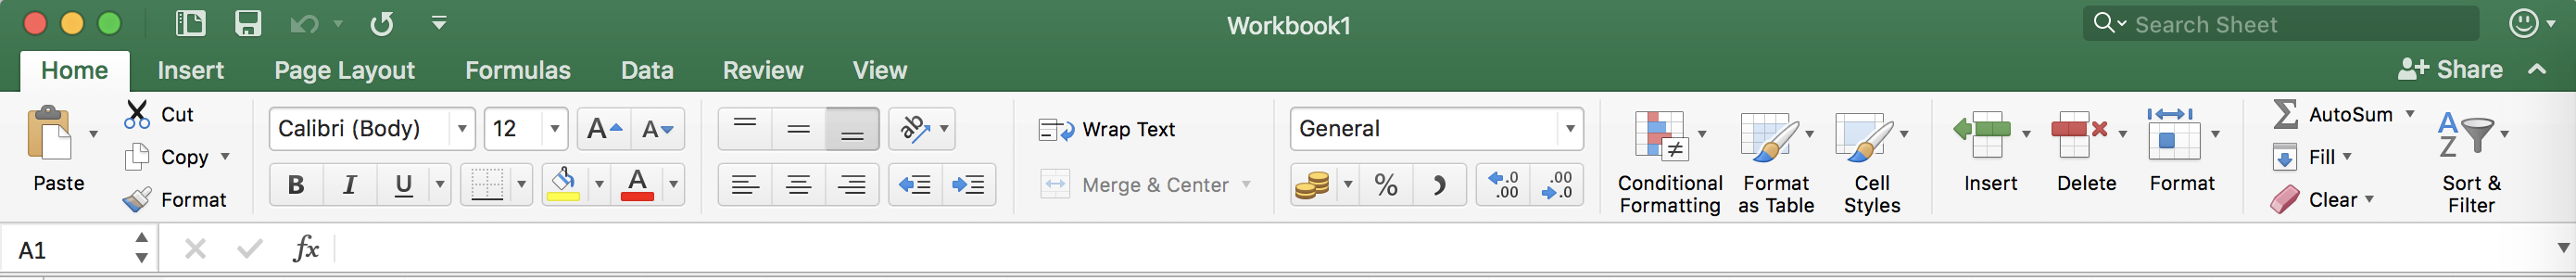 Workbook1
Search Sheet
Home Insert Page Layout Formulas Data Review View
Share
Paste
Cut
Copy
Format
Calibri (Body) 12 A A
B I U A
ab
Wrap Text
Merge & Center
General
% .0 .00 .00 .0
Conditional Formatting
Format as Table
Cell Styles
Insert
Delete
Format
AutoSum
Fill
Clear
A Z
Sort & Filter
A1
fx